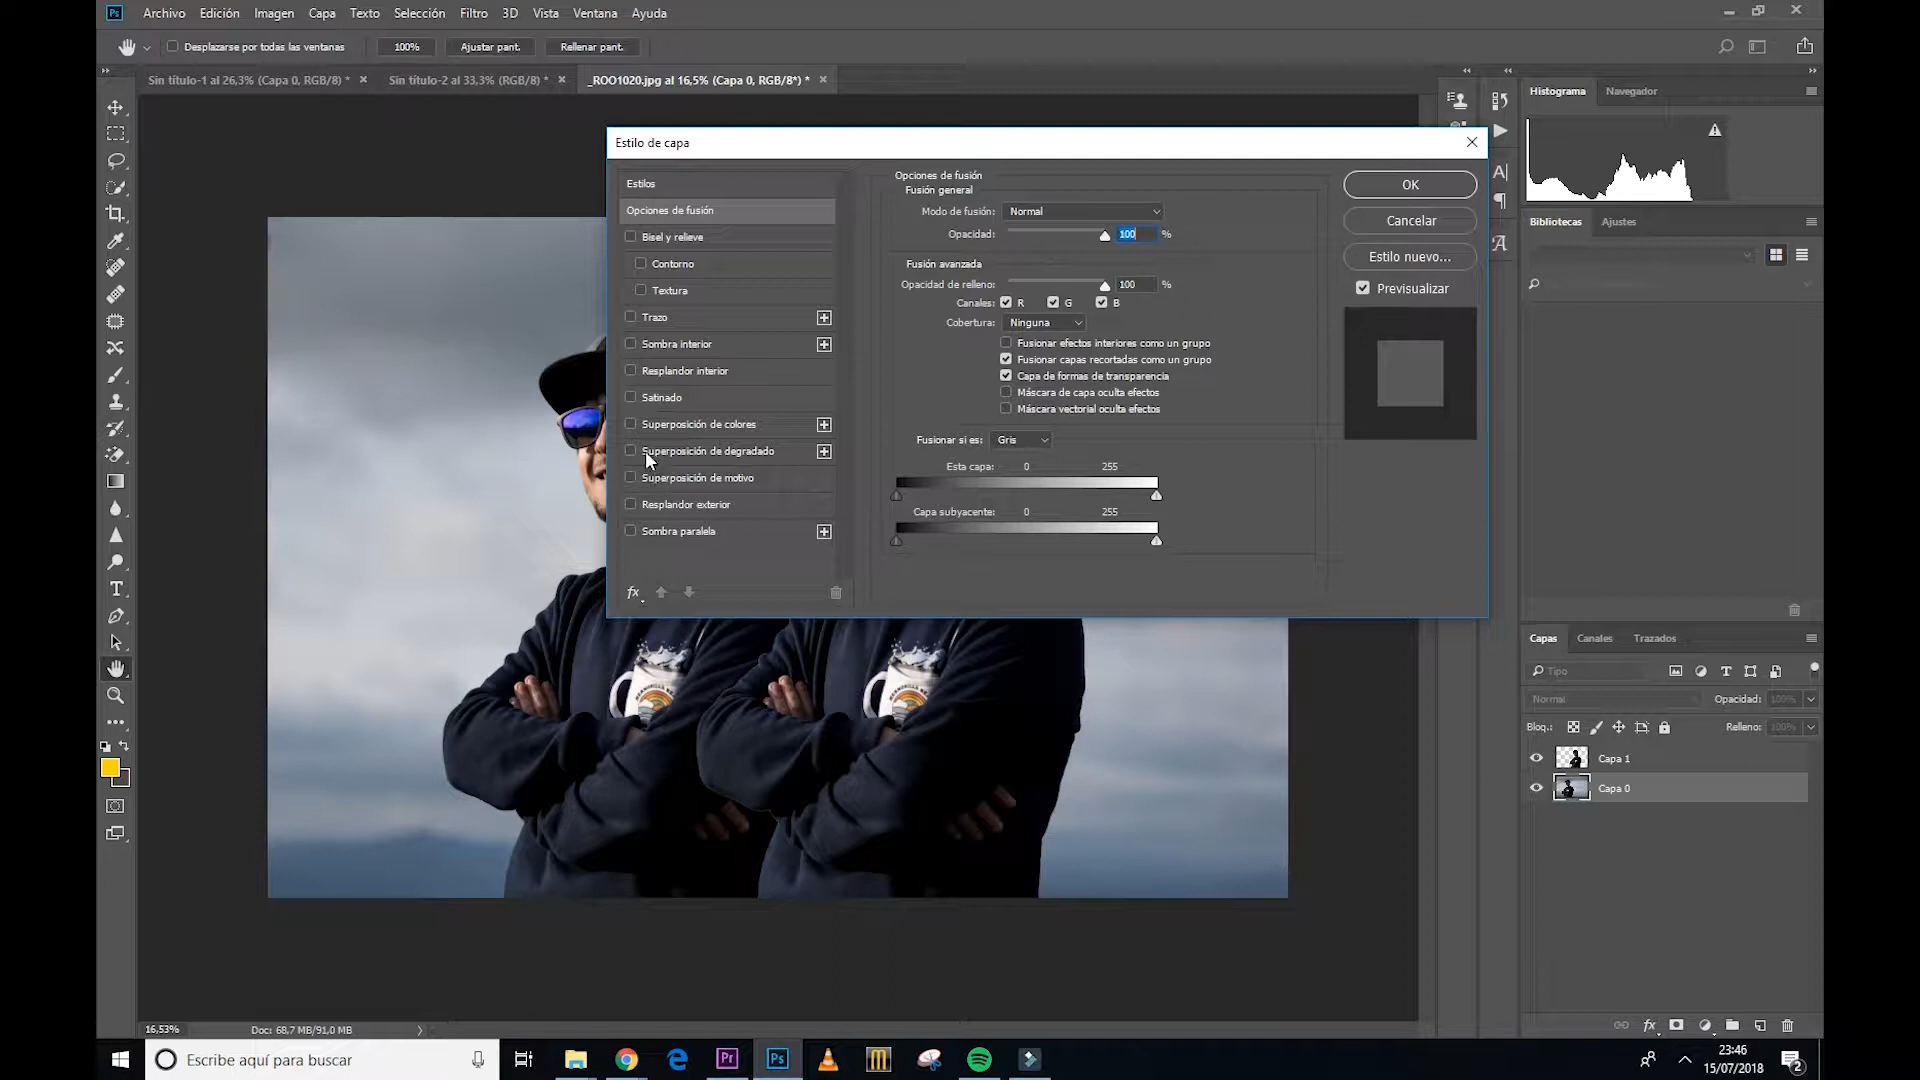 Ps Archivo Edición Imagen Capa Texto Selección Filtro 3D Vista Ventana Ayuda
Desplazarse por todas las ventanas 100% Ajustar pant. Rellenar pant.
Sin título-1 al 26,3% (Capa 0, RGB/8) * Sin título-2 al 33,3% (RGB/8) * _ROO1020.jpg al 16,5% (Capa 0, RGB/8*) *
Histograma Navegador
Estilo de capa
Estilos
Opciones de fusión
Bisel y relieve
Contorno
Textura
Trazo
Sombra interior
Resplandor interior
Satinado
Superposición de colores
Superposición de degradado
Superposición de motivo
Resplandor exterior
Sombra paralela
fx
Opciones de fusión
Fusión general
Modo de fusión: Normal
Opacidad: 100 %
Fusión avanzada
Opacidad de relleno: 100 %
Canales: R G B
Cobertura: Ninguna
Fusionar efectos interiores como un grupo
Fusionar capas recortadas como un grupo
Capa de formas de transparencia
Máscara de capa oculta efectos
Máscara vectorial oculta efectos
Fusionar si es: Gris
Esta capa: 0 255
Capa subyacente: 0 255
OK
Cancelar
Estilo nuevo...
Previsualizar
Bibliotecas Ajustes
Capas Canales Trazados
Tipo
Normal Opacidad: 100%
Bloq.: Relleno: 100%
Capa 1
Capa 0
fx
16,53% Doc: 68,7 MB/91,0 MB
Escribe aquí para buscar
Pr Ps
23:46
15/07/2018
2